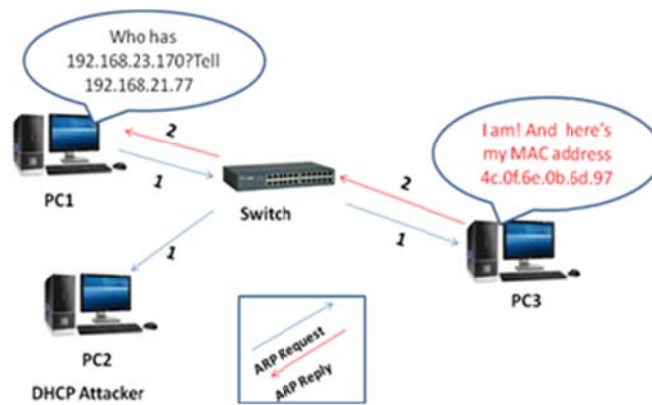 Who has
192.168.23.170?Tell
192.168.21.77
I am! And here's
my MAC address
4c.0f.6e.0b.6d.97
2
1
PC1
Switch
2
1
1
PC3
PC2
DHCP Attacker
ARP Request
ARP Reply